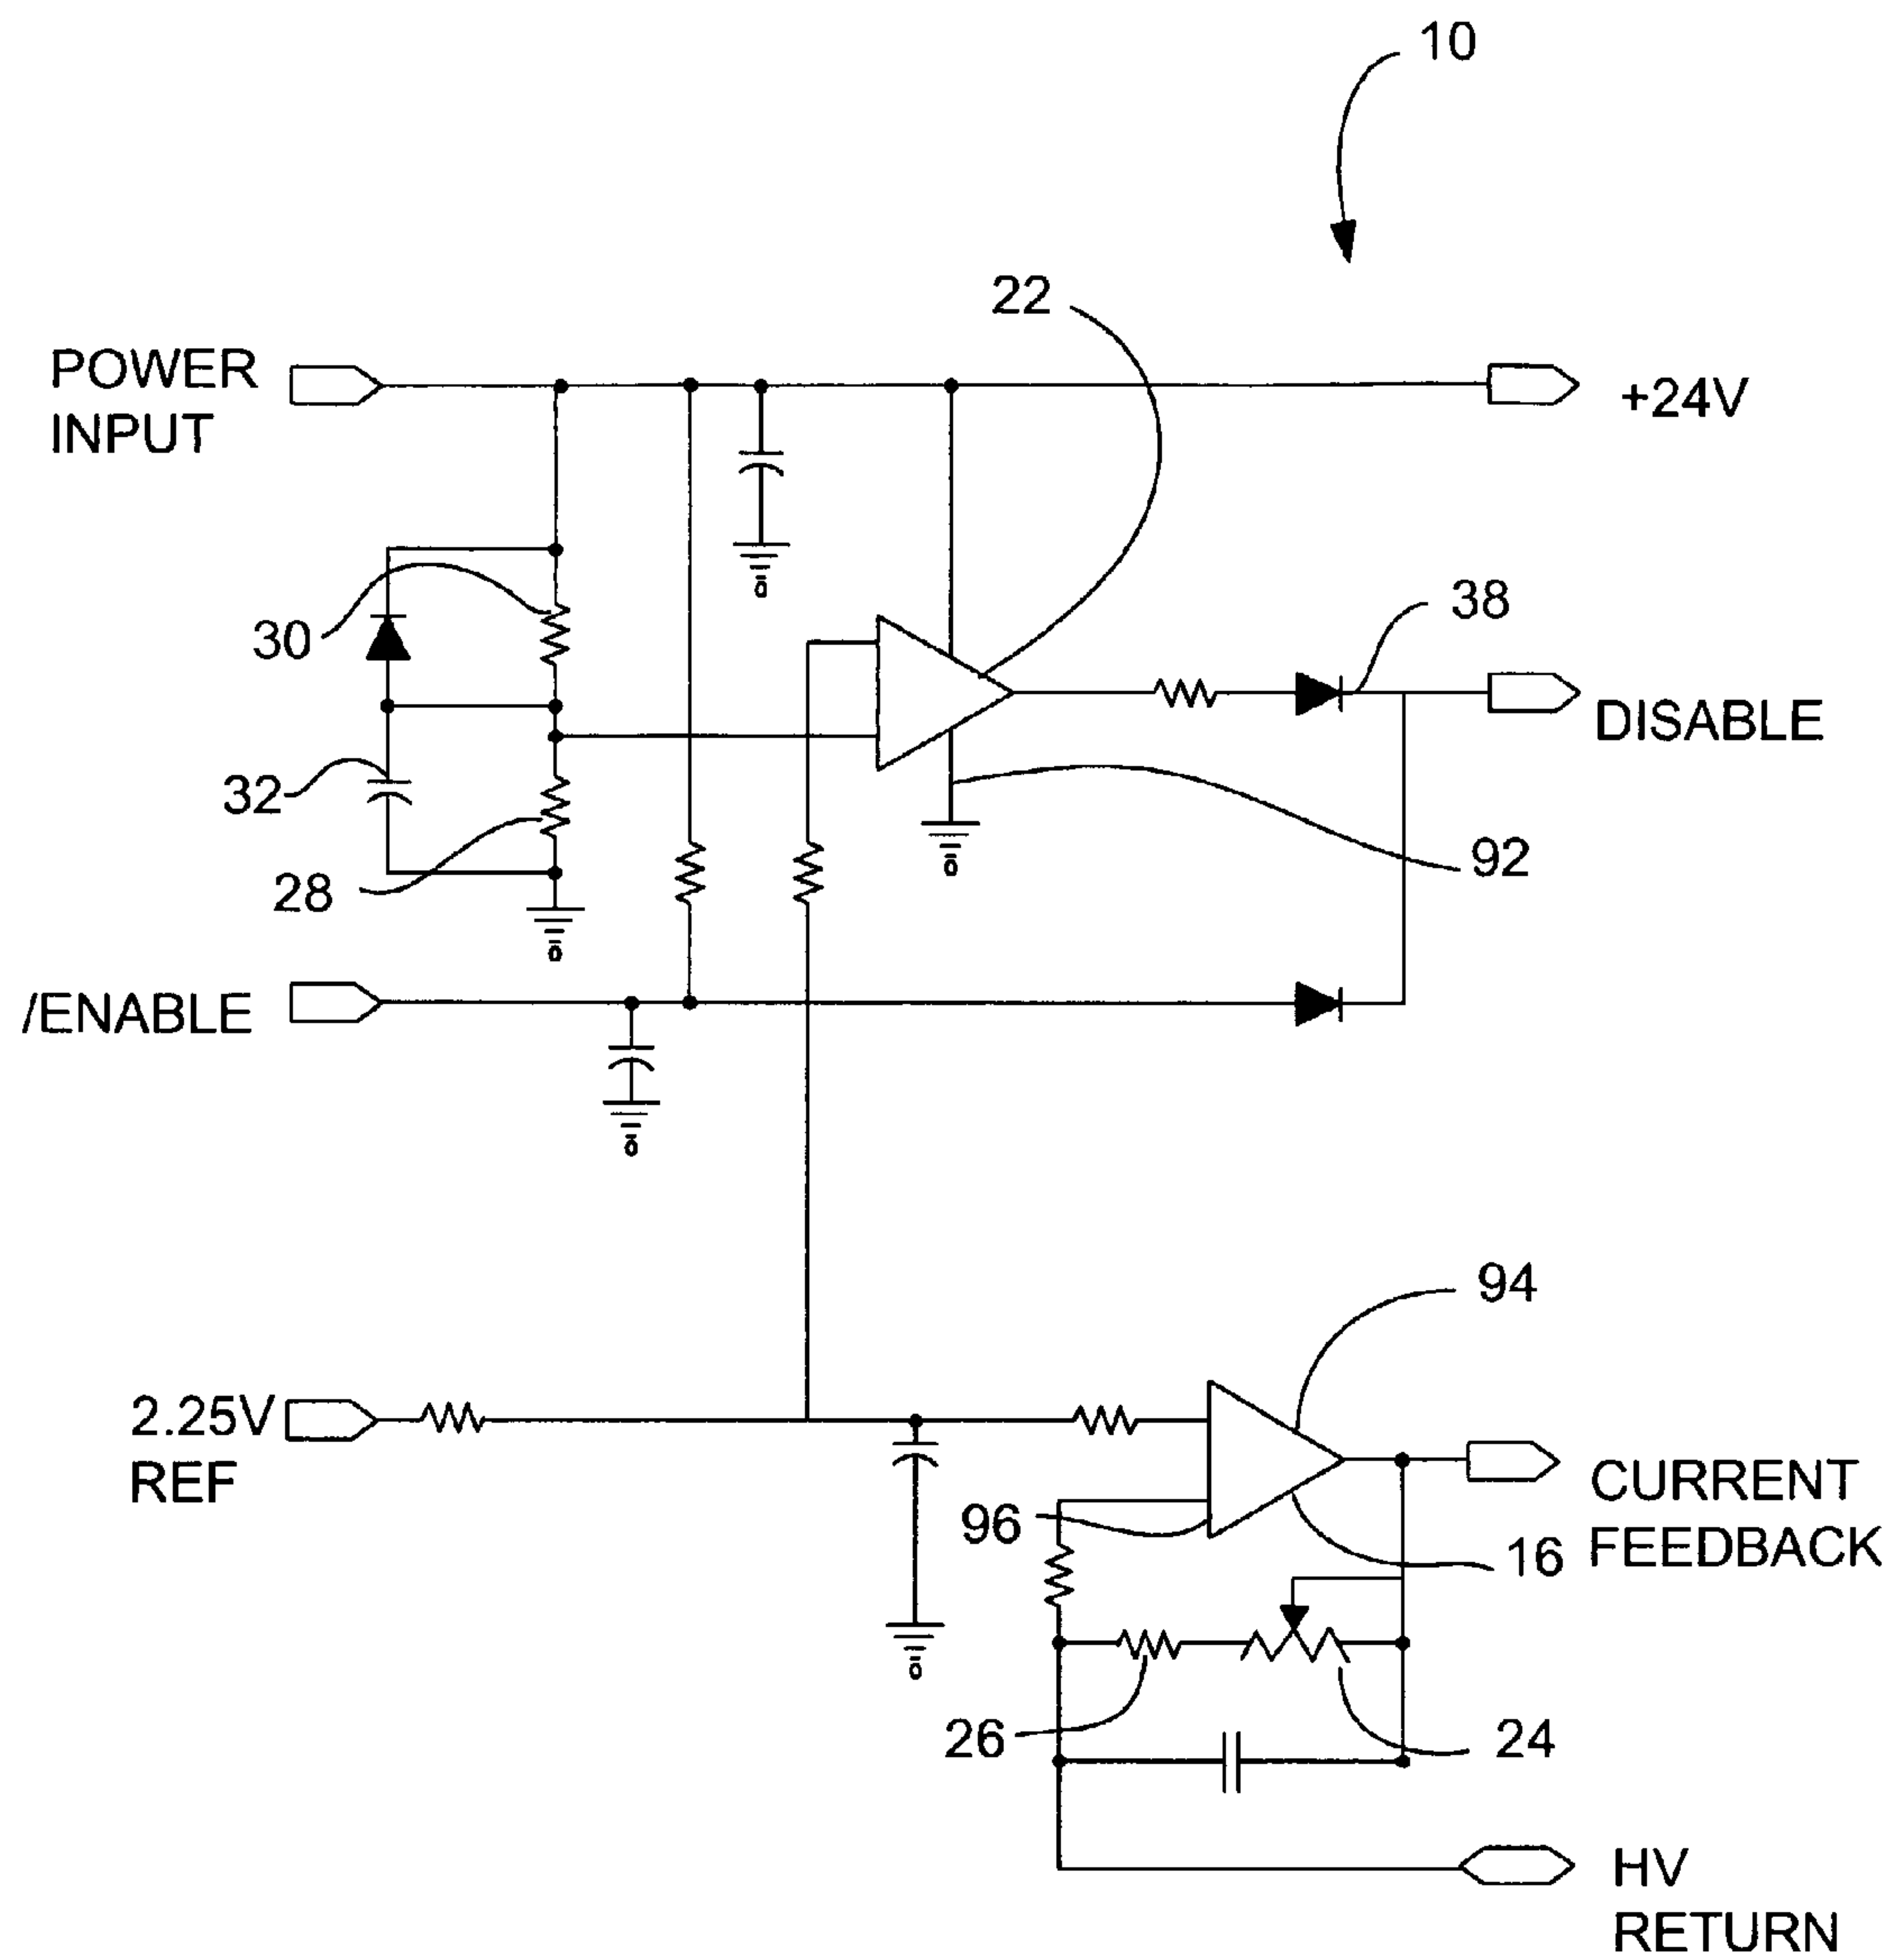 10
22
POWER
INPUT
+24V
30
38
DISABLE
32
28
92
/ENABLE
94
2.25V
REF
96
CURRENT
FEEDBACK
16
26
24
HV
RETURN